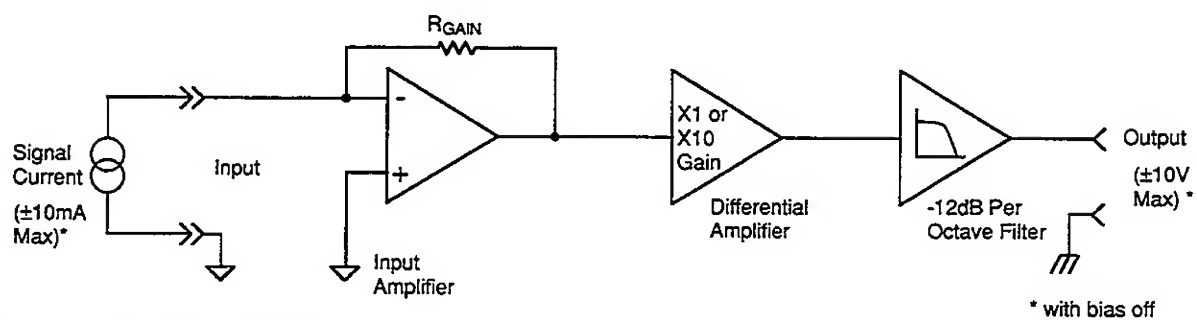 RGAIN
Signal
Current
(±10mA
Max)*
Input
-
+
Input
Amplifier
X1 or
X10
Gain
Differential
Amplifier
-12dB Per
Octave Filter
Output
(±10V
Max) *
* with bias off